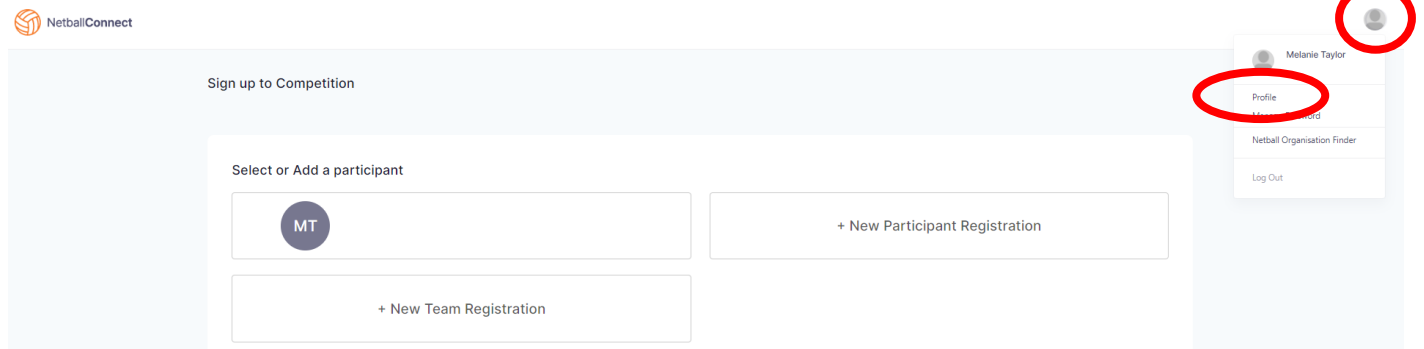 NetballConnect
Melanie Taylor
Sign up to Competition
Profile
Netball Organisation Finder
Log Out
Select or Add a participant
MT
+ New Participant Registration
+ New Team Registration